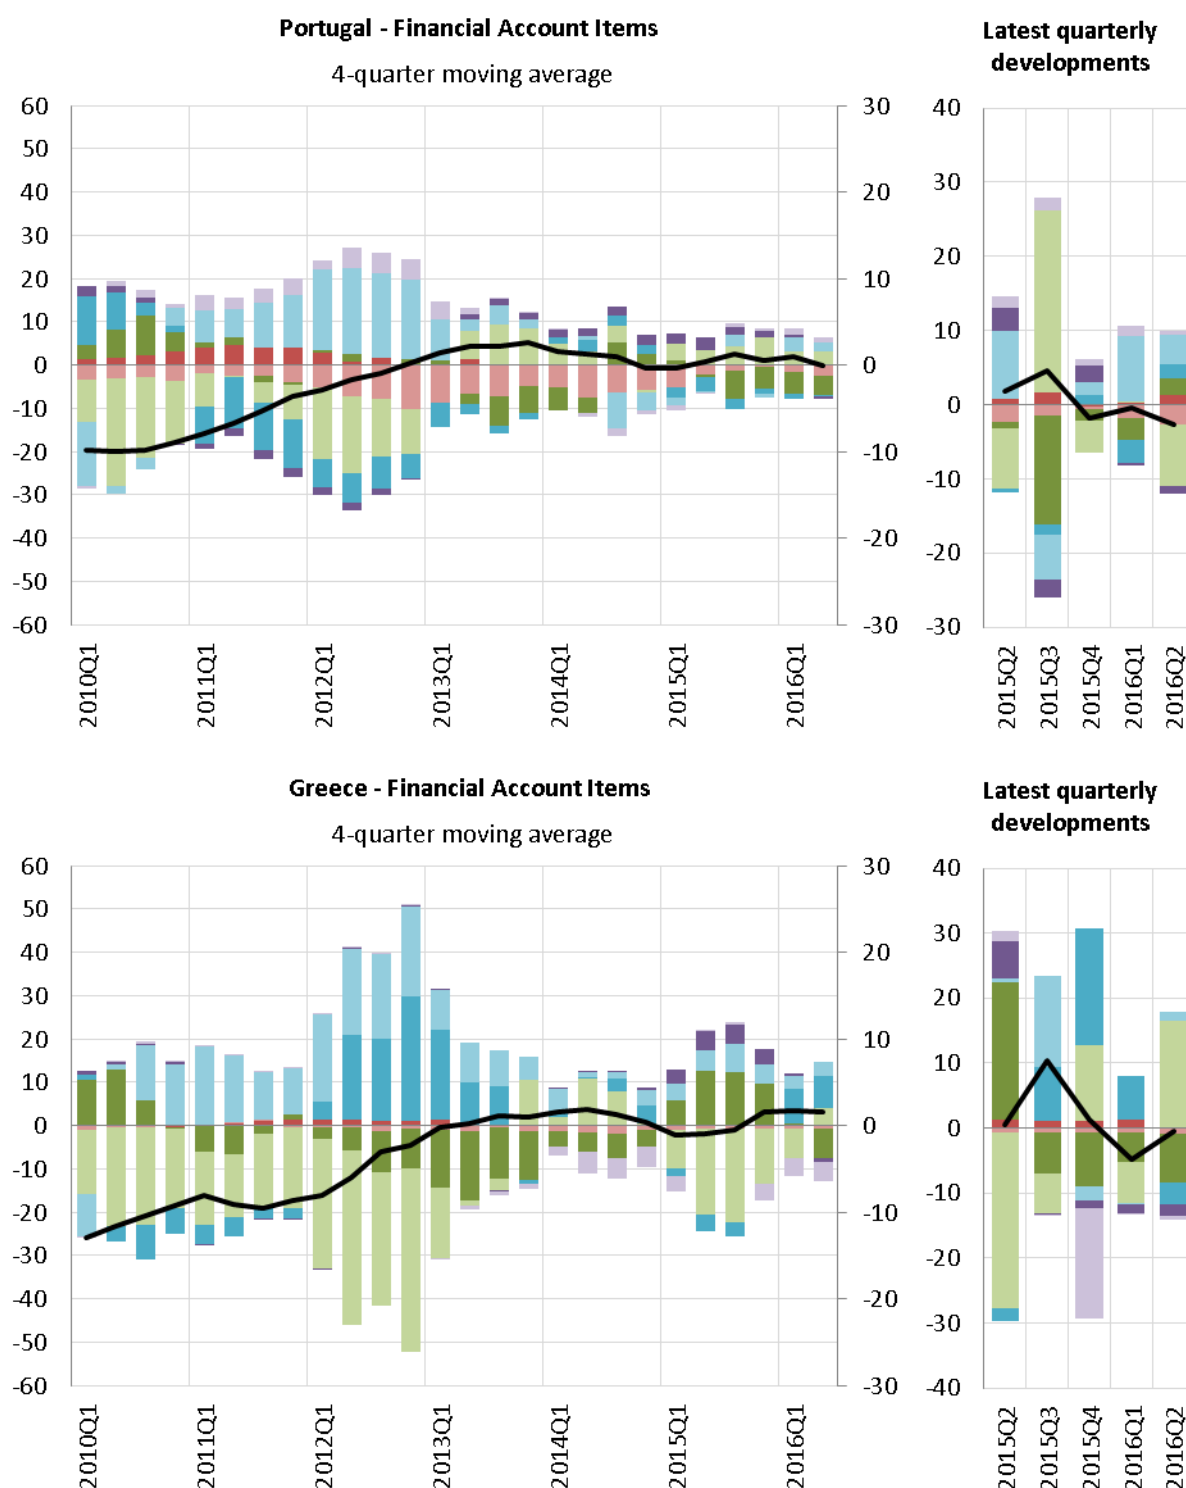 Portugal - Financial Account Items
4-quarter moving average
Latest quarterly
developments
60
50
40
30
20
10
0
-10
-20
-30
-40
-50
-60
30
20
10
0
-10
-20
-30
40
30
20
10
0
-10
-20
-30
2010Q1
2011Q1
2012Q1
2013Q1
2014Q1
2015Q1
2016Q1
2015Q2
2015Q3
2015Q4
2016Q1
2016Q2
Greece - Financial Account Items
4-quarter moving average
Latest quarterly
developments
60
50
40
30
20
10
0
-10
-20
-30
-40
-50
-60
30
20
10
0
-10
-20
-30
40
30
20
10
0
-10
-20
-30
-40
2010Q1
2011Q1
2012Q1
2013Q1
2014Q1
2015Q1
2016Q1
2015Q2
2015Q3
2015Q4
2016Q1
2016Q2